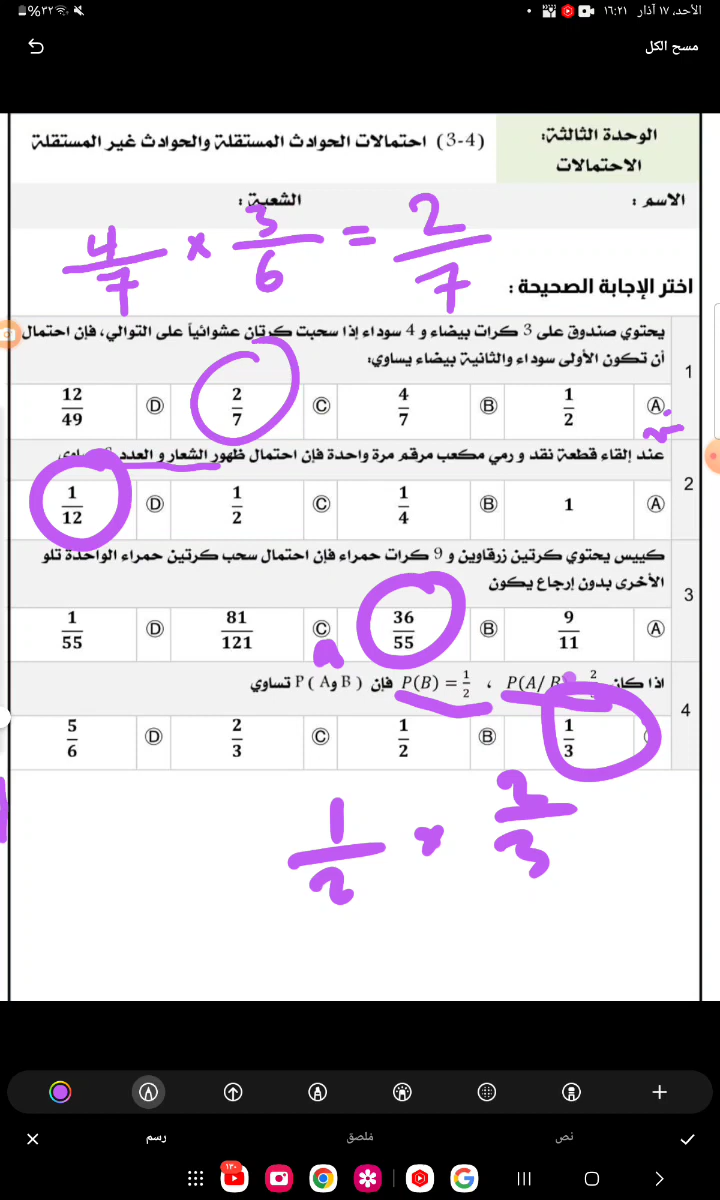 %٣٢ ١٦:٢١ الأحد، ١٧ آذار
مسح الكل
الوحدة الثالثة:
الاحتمالات
(3-4) احتمالات الحوادث المستقلة والحوادث غير المستقلة
الاسم : الشعبة :
4/7 × 3/6 = 2/7
اختر الإجابة الصحيحة :
1 يحتوي صندوق على 3 كرات بيضاء و 4 سوداء إذا سحبت كرتان عشوائياً على التوالي، فإن احتمال
أن تكون الأولى سوداء والثانية بيضاء يساوي:
A 1/2 B 4/7 C 2/7 D 12/49
2 عند إلقاء قطعة نقد و رمي مكعب مرقم مرة واحدة فإن احتمال ظهور الشعار و العدد
A 1 B 1/4 C 1/2 D 1/12
3 كييس يحتوي كرتين زرقاوين و 9 كرات حمراء فإن احتمال سحب كرتين حمراء الواحدة تلو
الأخرى بدون إرجاع يكون
A 9/11 B 36/55 C 81/121 D 1/55
4 اذا كان P(A/B ، P(B) = 1/2 فإن P( A و B ) تساوي
1/3 B 1/2 C 2/3 D 5/6
1/2 × 2/3
رسم مُلصق نص
١٣٠